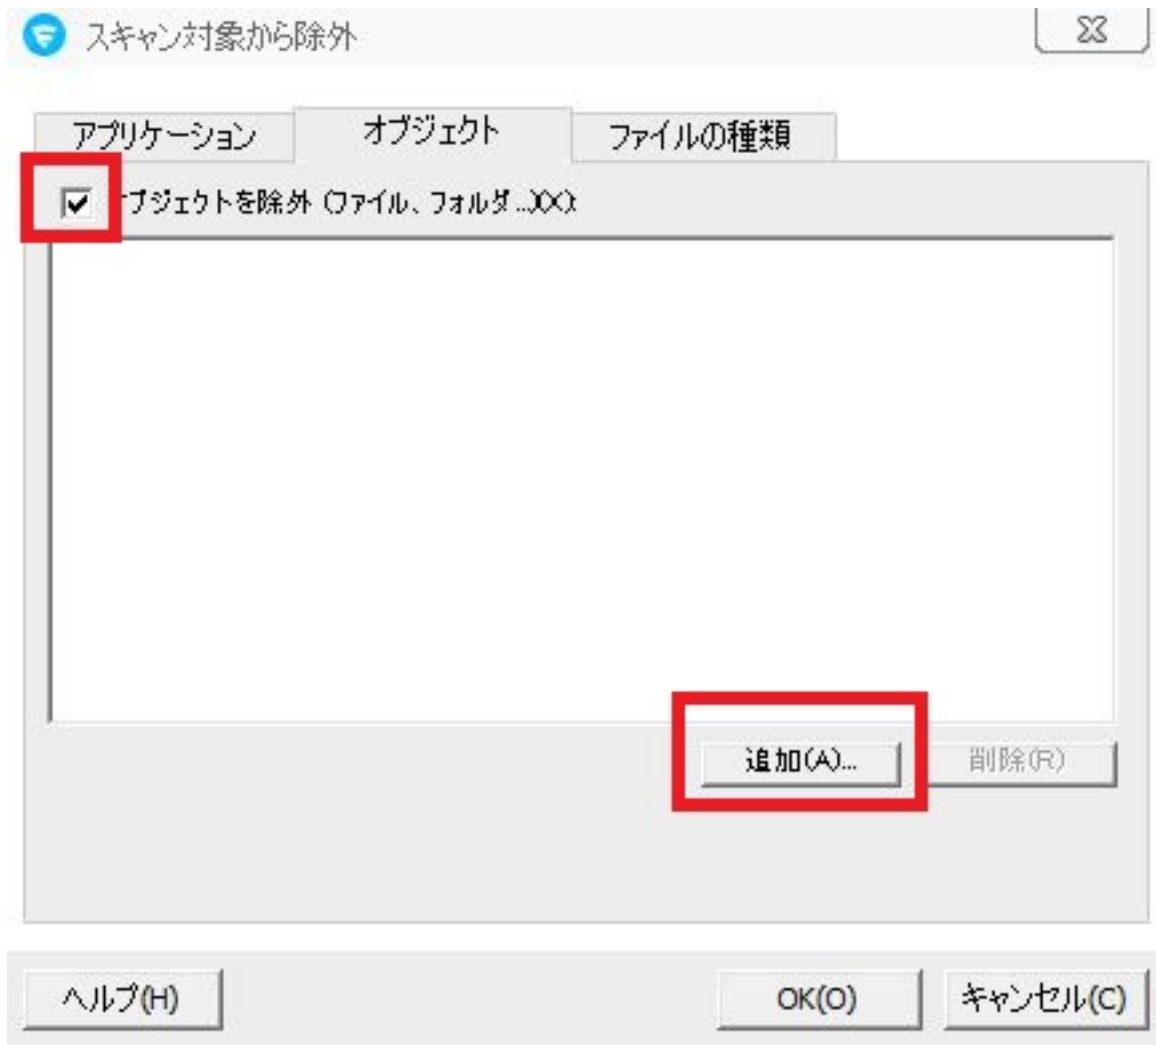 スキャン対象から除外
アプリケーション オブジェクト ファイルの種類
ブジェクトを除外 (ファイル、フォルダ...)(X):
追加(A)... 削除(R)
ヘルプ(H) OK(O) キャンセル(C)